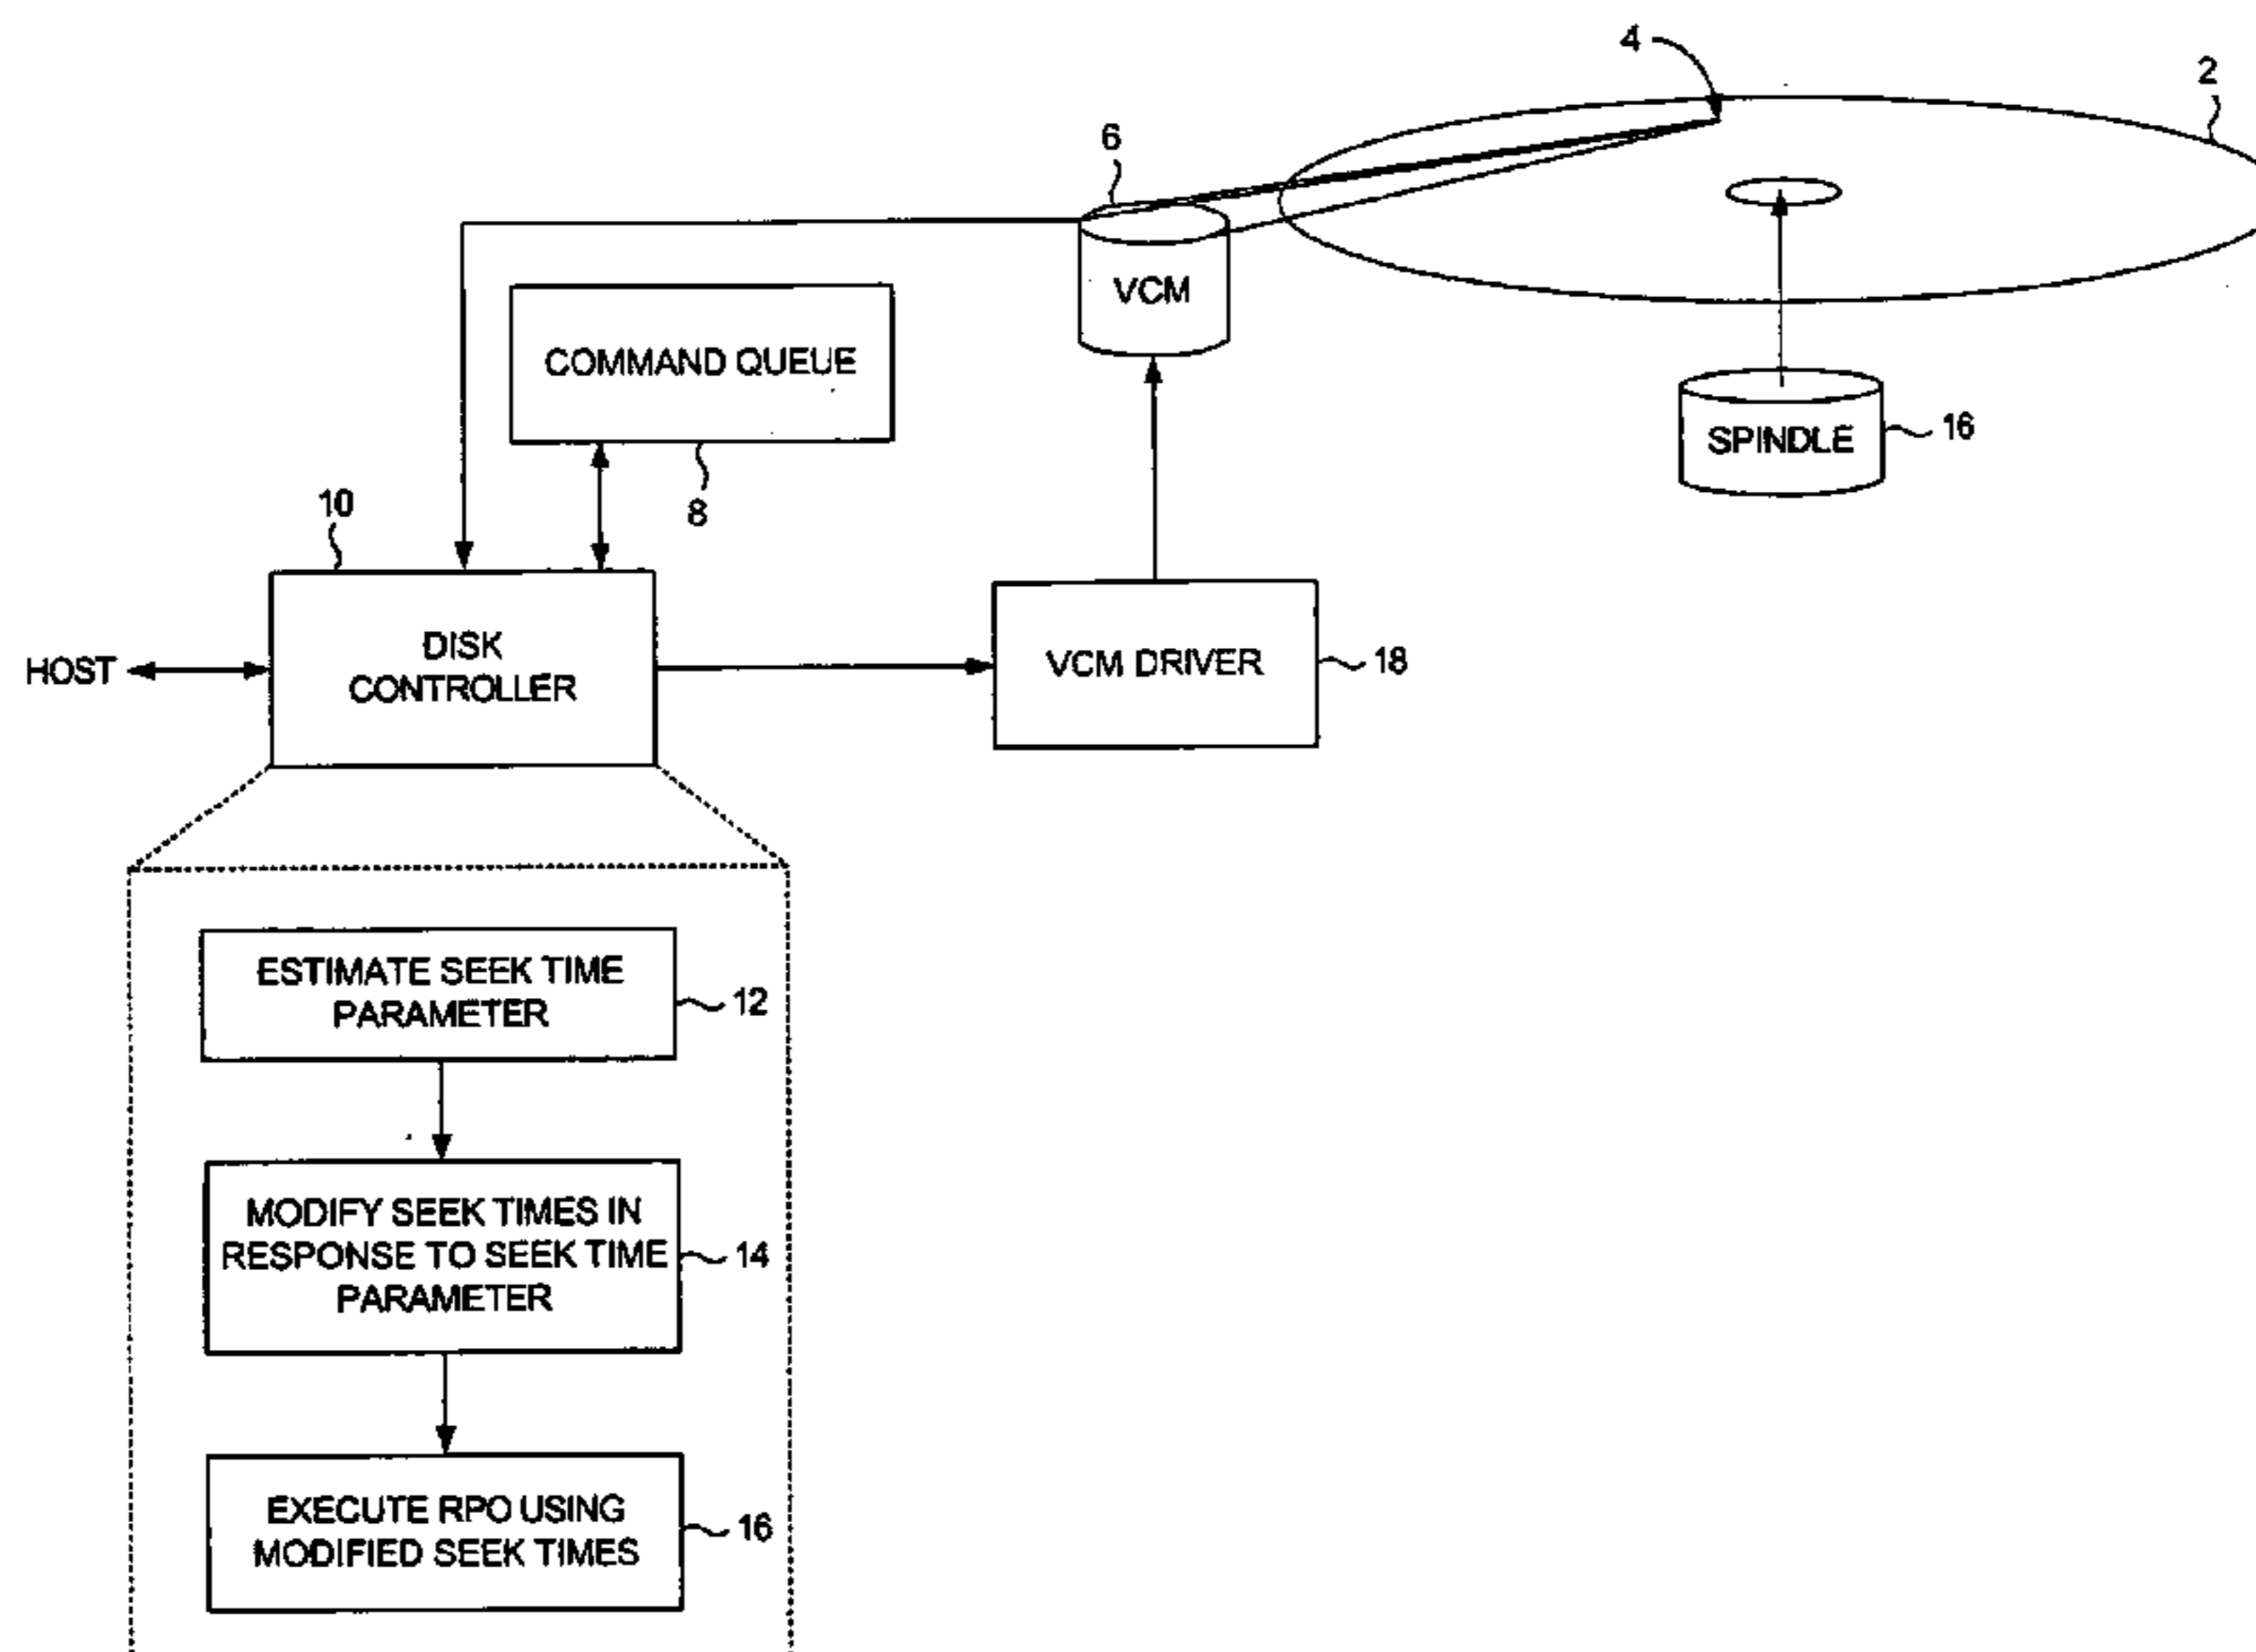 4
2
6
VCM
COMMAND QUEUE
8
SPINDLE
16
10
HOST
DISK
CONTROLLER
VCM DRIVER
18
ESTIMATE SEEK TIME
PARAMETER
12
MODIFY SEEK TIMES IN
RESPONSE TO SEEK TIME
PARAMETER
14
EXECUTE RPO USING
MODIFIED SEEK TIMES
16